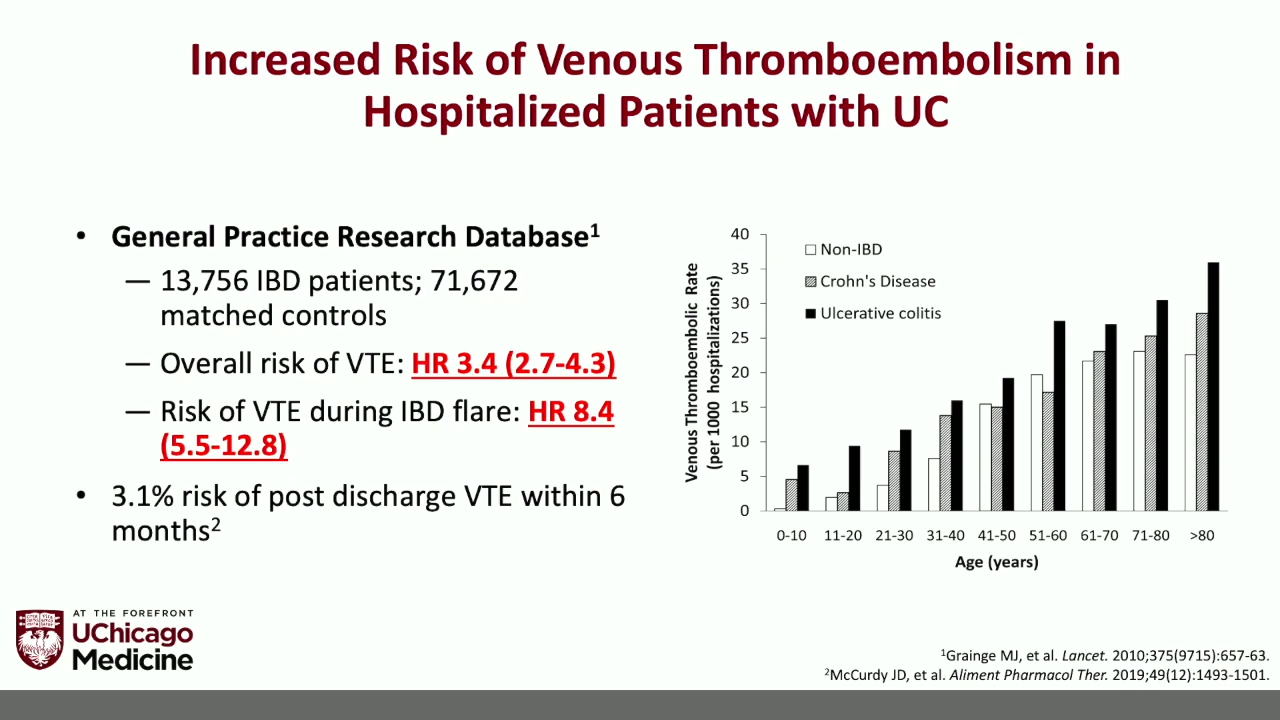 Increased Risk of Venous Thromboembolism in
Hospitalized Patients with UC
• General Practice Research Database1
— 13,756 IBD patients; 71,672
matched controls
— Overall risk of VTE: HR 3.4 (2.7-4.3)
— Risk of VTE during IBD flare: HR 8.4
(5.5-12.8)
• 3.1% risk of post discharge VTE within 6
months2
Venous Thromboembolic Rate
(per 1000 hospitalizations)
40
35
30
25
20
15
10
5
0
Non-IBD
Crohn's Disease
Ulcerative colitis
0-10 11-20 21-30 31-40 41-50 51-60 61-70 71-80 >80
Age (years)
AT THE FOREFRONT
UChicago
Medicine
1Grainge MJ, et al. Lancet. 2010;375(9715):657-63.
2McCurdy JD, et al. Aliment Pharmacol Ther. 2019;49(12):1493-1501.